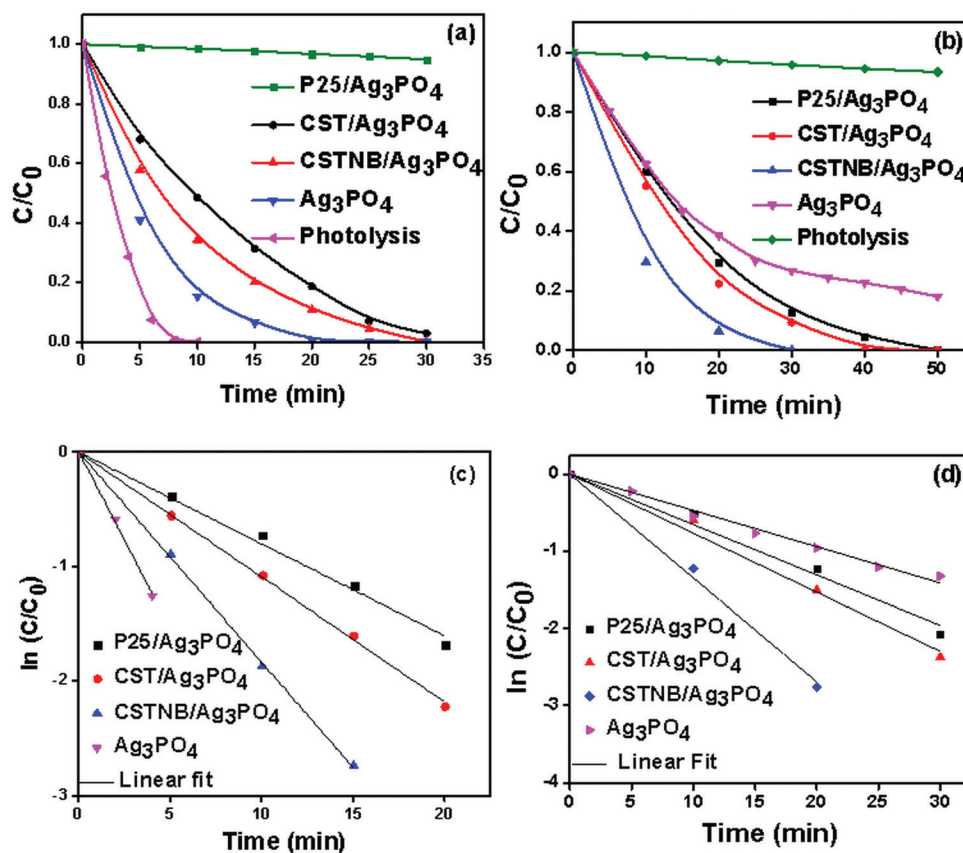 (a)
1.0
0.8
0.6
0.4
0.2
0.0
C/C₀
P25/Ag₃PO₄
CST/Ag₃PO₄
CSTNB/Ag₃PO₄
Ag₃PO₄
Photolysis
0 5 10 15 20 25 30 35
Time (min)
(b)
1.0
0.8
0.6
0.4
0.2
0.0
C/C₀
P25/Ag₃PO₄
CST/Ag₃PO₄
CSTNB/Ag₃PO₄
Ag₃PO₄
Photolysis
0 10 20 30 40 50
Time (min)
(c)
0
-1
-2
-3
ln (C/C₀)
P25/Ag₃PO₄
CST/Ag₃PO₄
CSTNB/Ag₃PO₄
Ag₃PO₄
Linear fit
0 5 10 15 20
Time (min)
(d)
0
-1
-2
-3
-4
ln (C/C₀)
P25/Ag₃PO₄
CST/Ag₃PO₄
CSTNB/Ag₃PO₄
Ag₃PO₄
Linear Fit
0 5 10 15 20 25 30
Time (min)